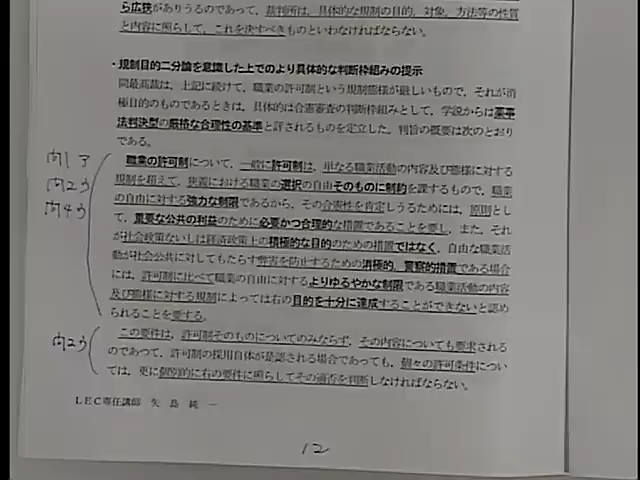 ら広狭がありうるのであって、裁判所は、具体的な規制の目的、対象、方法等の性質
と内容に照らして、これを決すべきものといわなければならない。
・規制目的二分論を意識した上でのより具体的な判断枠組みの提示
同最高裁は、上記に続けて、職業の許可制という規制態様が厳しいもので、それが消
極目的のものであるときは、具体的は合憲審査の判断枠組みとして、学説からは薬事
法判決型の厳格な合理性の基準と評されるものを定立した。判旨の概要は次のとおり
である。
職業の許可制について、一般に許可制は、単なる職業活動の内容及び態様に対する
規制を超えて、狭義における職業の選択の自由そのものに制約を課するもので、職業
の自由に対する強力な制限であるから、その合憲性を肯定しうるためには、原則とし
て、重要な公共の利益のために必要かつ合理的な措置であることを要し、また、それ
が社会政策ないしは経済政策上の積極的な目的のための措置ではなく、自由な職業活
動が社会公共に対してもたらす弊害を防止するための消極的、警察的措置である場合
には、許可制に比べて職業の自由に対するよりゆるやかな制限である職業活動の内容
及び態様に対する規制によっては右の目的を十分に達成することができないと認め
られることを要する。
この要件は、許可制そのものについてのみならず、その内容についても要求される
のであつて、許可制の採用自体が是認される場合であっても、個々の許可条件につい
ては、更に個別的に右の要件に照らしてその適否を判断しなければならない。
LEC専任講師 矢島純一
12